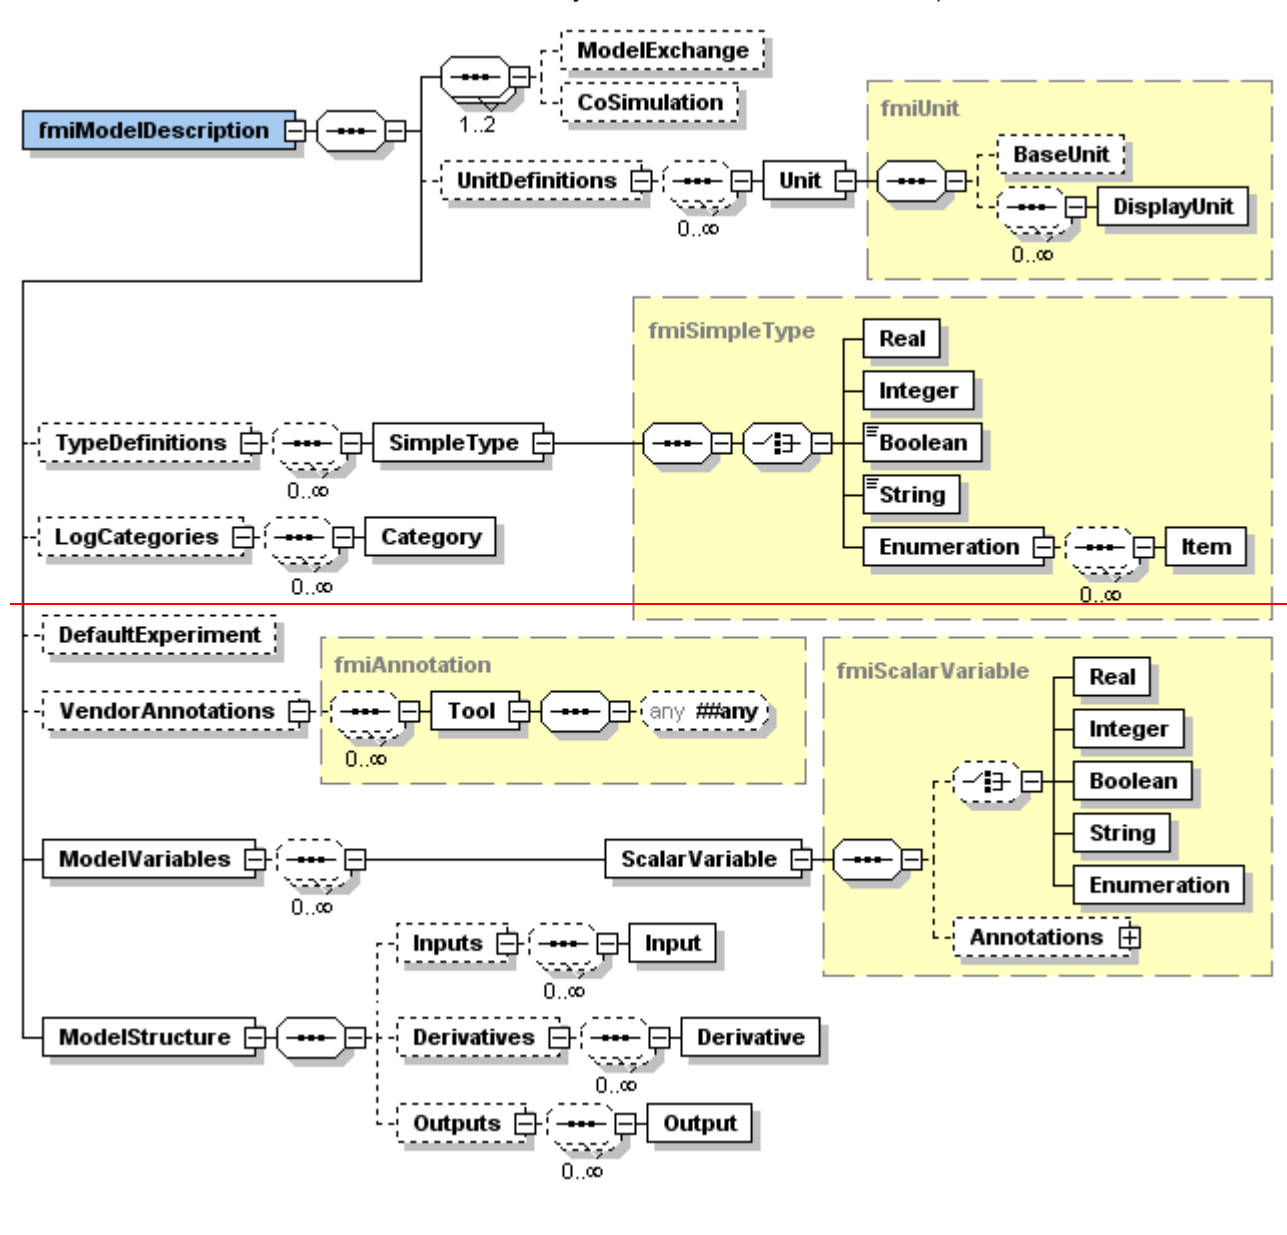 ModelExchange
CoSimulation
1..2
fmiModelDescription
fmiUnit
UnitDefinitions
0..∞
Unit
BaseUnit
DisplayUnit
0..∞
fmiSimpleType
Real
Integer
Boolean
String
Enumeration
0..∞
Item
TypeDefinitions
0..∞
SimpleType
LogCategories
0..∞
Category
DefaultExperiment
fmiAnnotation
VendorAnnotations
0..∞
Tool
any ##any
fmiScalarVariable
Real
Integer
Boolean
String
Enumeration
Annotations
ModelVariables
0..∞
ScalarVariable
ModelStructure
Inputs
0..∞
Input
Derivatives
0..∞
Derivative
Outputs
0..∞
Output